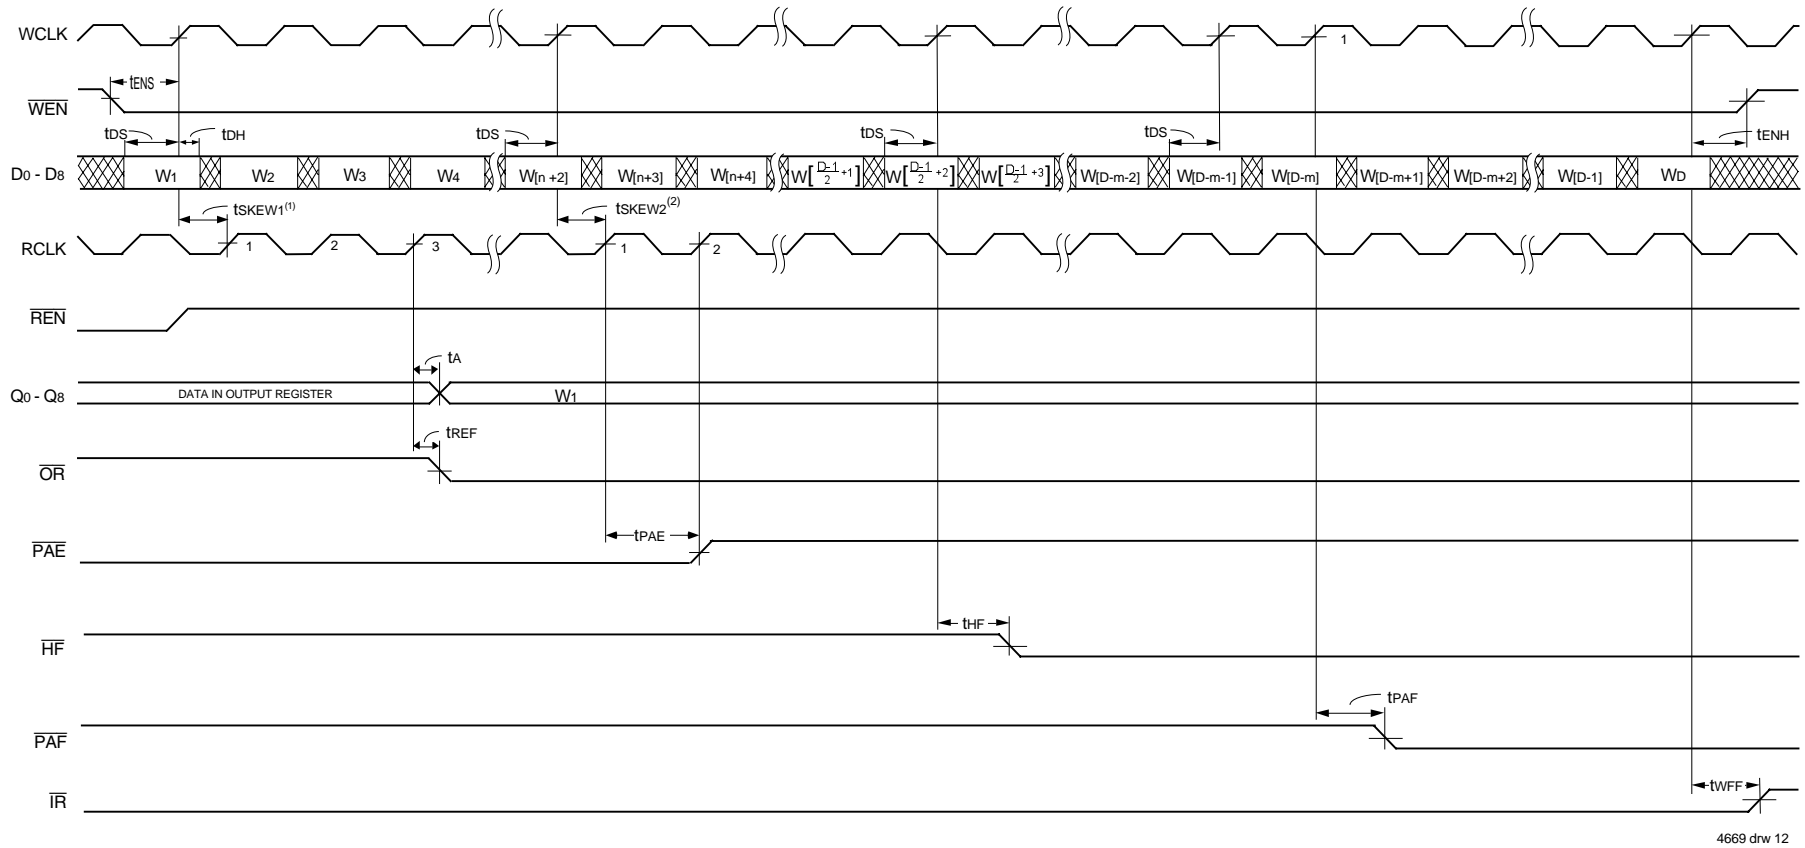 WCLK 1
tENS
WEN
tDS tDH tDS tDS tDS tENH
D0 - D8 W1 W2 W3 W4 W[n +2] W[n+3] W[n+4] W[D-1/2 +1] W[D-1/2 +2] W[D-1/2 +3] W[D-m-2] W[D-m-1] W[D-m] W[D-m+1] W[D-m+2] W[D-1] WD
tSKEW1(1) tSKEW2(2)
RCLK 1 2 3 1 2
REN
tA
Q0 - Q8 DATA IN OUTPUT REGISTER W1
tREF
OR
tPAE
PAE
tHF
HF
tPAF
PAF
tWFF
IR
4669 drw 12